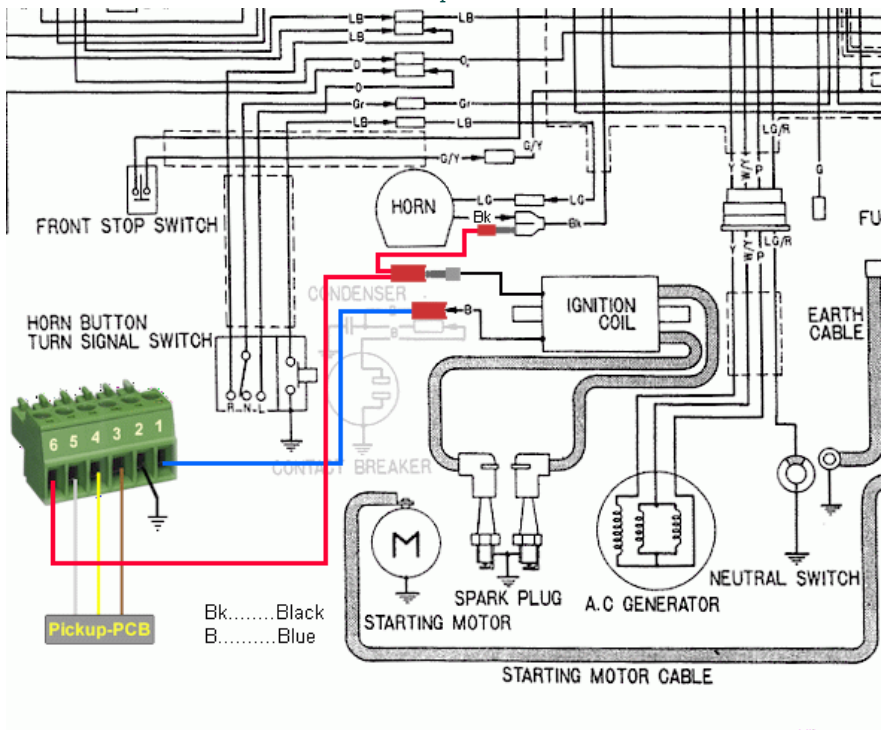 LB
LB
LB
O
O
O
Gr
Gr
LB
LB
G/Y
G/Y
LG/R
Y
W/Y
P
G
HORN
LG
LG
Bk
Bk
FRONT STOP SWITCH
Y
W/Y
P
LG/R
FU
CONDENSER
IGNITION
COIL
B
B
B
EARTH
CABLE
HORN BUTTON
TURN SIGNAL SWITCH
R N L
6 5 4 3 2 1
CONTACT BREAKER
M
Pickup-PCB
Bk........Black
B..........Blue
STARTING MOTOR
SPARK PLUG
A.C GENERATOR
NEUTRAL SWITCH
STARTING MOTOR CABLE